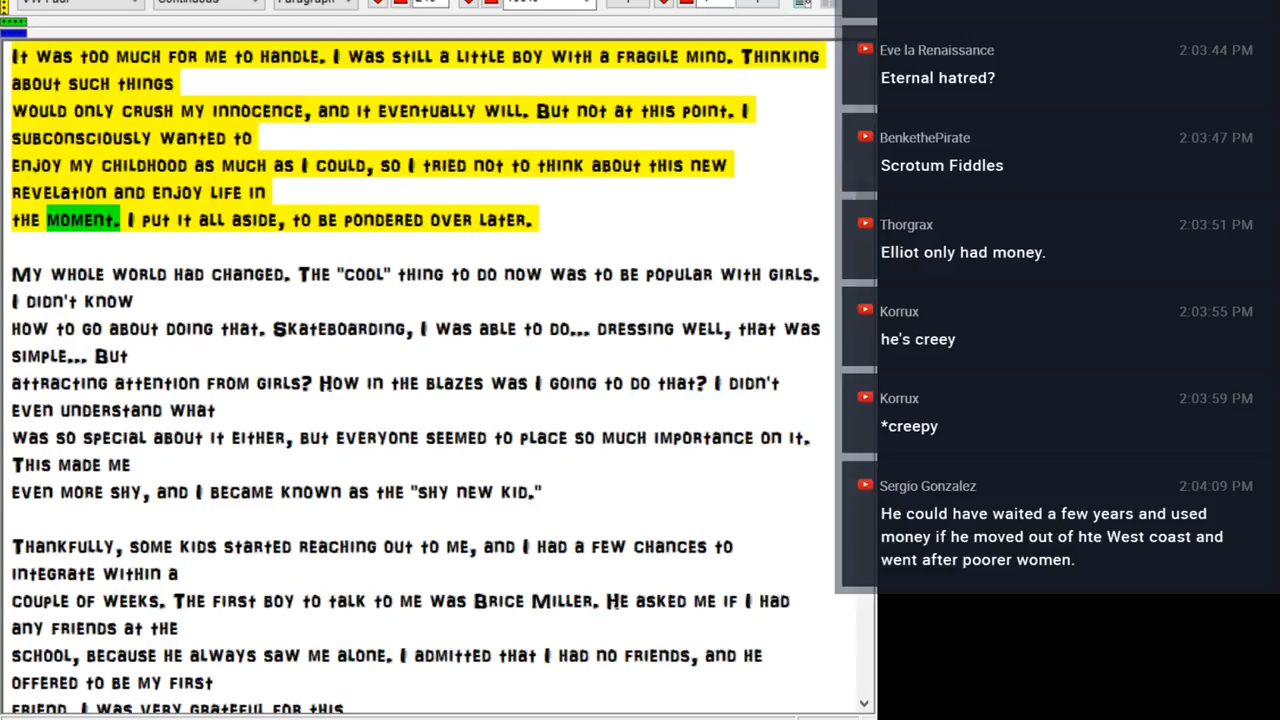 It was too much for me to handle. I was still a little boy with a fragile mind. Thinking
about such things
would only crush my innocence, and it eventually will. But not at this point. I
subconsciously wanted to
enjoy my childhood as much as I could, so I tried not to think about this new
revelation and enjoy life in
the moment. I put it all aside, to be pondered over later.
My whole world had changed. The "cool" thing to do now was to be popular with girls.
I didn't know
how to go about doing that. Skateboarding, I was able to do... dressing well, that was
simple... But
attracting attention from girls? How in the blazes was I going to do that? I didn't
even understand what
was so special about it either, but everyone seemed to place so much importance on it.
This made me
even more shy, and I became known as the "shy new kid."
Thankfully, some kids started reaching out to me, and I had a few chances to
integrate within a
couple of weeks. The first boy to talk to me was Brice Miller. He asked me if I had
any friends at the
school, because he always saw me alone. I admitted that I had no friends, and he
offered to be my first
friend. I was very grateful for this
Eve la Renaissance 2:03:44 PM
Eternal hatred?
BenkethePirate 2:03:47 PM
Scrotum Fiddles
Thorgrax 2:03:51 PM
Elliot only had money.
Korrux 2:03:55 PM
he's creey
Korrux 2:03:59 PM
*creepy
Sergio Gonzalez 2:04:09 PM
He could have waited a few years and used
money if he moved out of hte West coast and
went after poorer women.